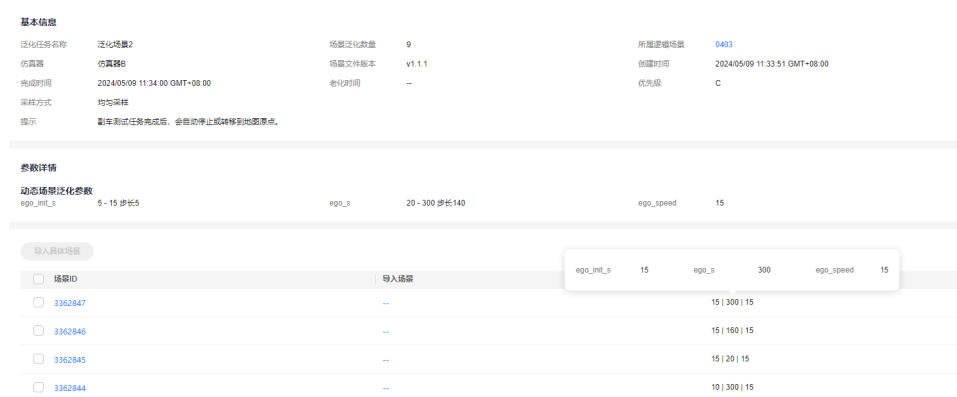 基本信息
泛化任务名称 泛化场景2 场景泛化数量 9 所属逻辑场景 0403
仿真器 仿真器B 场景文件版本 v1.1.1 创建时间 2024/05/09 11:33:51 GMT+08:00
完成时间 2024/05/09 11:34:00 GMT+08:00 老化时间 -- 优先级 C
采样方式 均匀采样
提示 副车测试任务完成后，会自动停止或转移到地图原点。
参数详情
动态场景泛化参数
ego_init_s 5 - 15 步长5 ego_s 20 - 300 步长140 ego_speed 15
导入具体场景
ego_init_s 15 ego_s 300 ego_speed 15
场景ID 导入场景
3362847 -- 15 | 300 | 15
3362846 -- 15 | 160 | 15
3362845 -- 15 | 20 | 15
3362844 -- 10 | 300 | 15